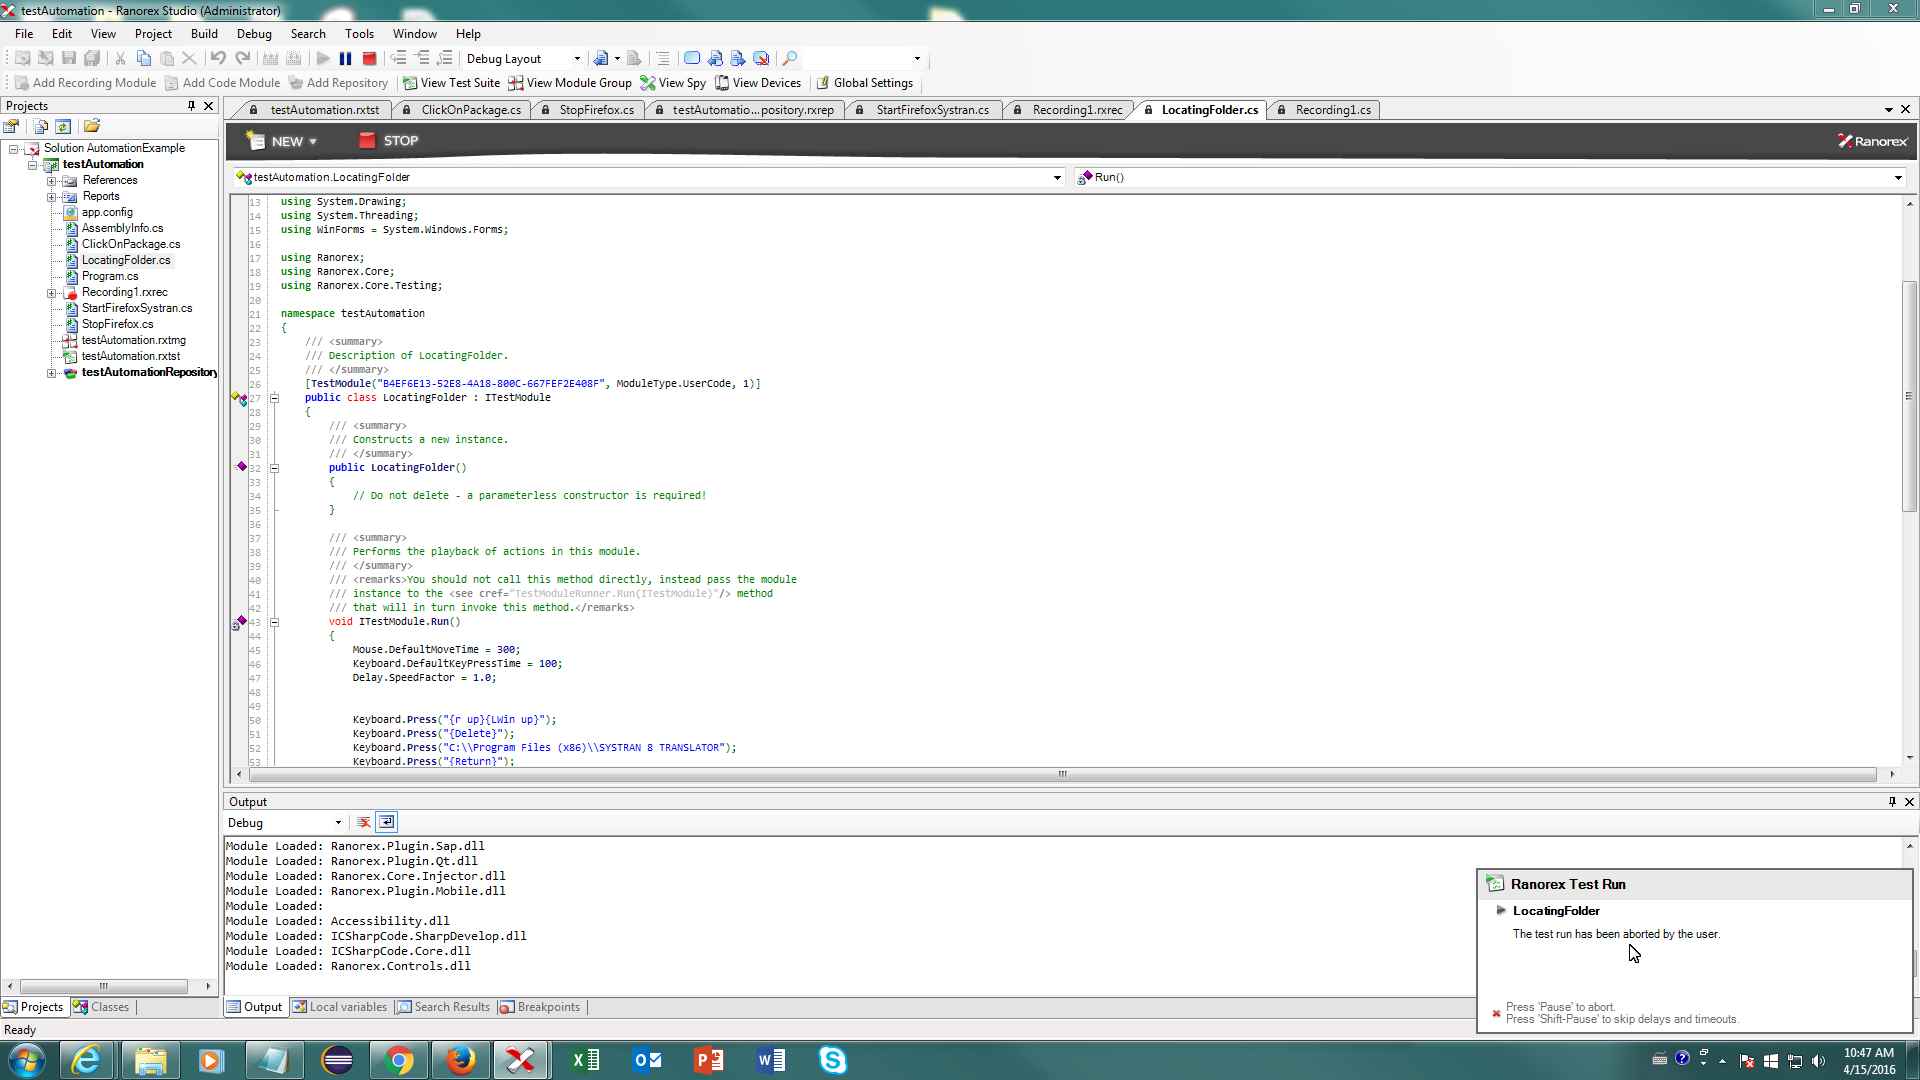 testAutomation - Ranorex Studio (Administrator)
File Edit View Project Build Debug Search Tools Window Help
Debug Layout
Add Recording Module Add Code Module Add Repository View Test Suite View Module Group View Spy View Devices Global Settings
Projects
testAutomation.rxtst ClickOnPackage.cs StopFirefox.cs testAutomatio...pository.rxrep StartFirefoxSystran.cs Recording1.rxrec LocatingFolder.cs Recording1.cs
NEW STOP Ranorex
testAutomation.LocatingFolder Run()
Solution AutomationExample
testAutomation
References
Reports
app.config
AssemblyInfo.cs
ClickOnPackage.cs
LocatingFolder.cs
Program.cs
Recording1.rxrec
StartFirefoxSystran.cs
StopFirefox.cs
testAutomation.rxtmg
testAutomation.rxtst
testAutomationRepository
13 using System.Drawing;
14 using System.Threading;
15 using WinForms = System.Windows.Forms;
16
17 using Ranorex;
18 using Ranorex.Core;
19 using Ranorex.Core.Testing;
20
21 namespace testAutomation
22 {
23 /// <summary>
24 /// Description of LocatingFolder.
25 /// </summary>
26 [TestModule("B4EF6E13-52E8-4A18-800C-667FEF2E408F", ModuleType.UserCode, 1)]
27 public class LocatingFolder : ITestModule
28 {
29 /// <summary>
30 /// Constructs a new instance.
31 /// </summary>
32 public LocatingFolder()
33 {
34 // Do not delete - a parameterless constructor is required!
35 }
36
37 /// <summary>
38 /// Performs the playback of actions in this module.
39 /// </summary>
40 /// <remarks>You should not call this method directly, instead pass the module
41 /// instance to the <see cref="TestModuleRunner.Run(ITestModule)"/> method
42 /// that will in turn invoke this method.</remarks>
43 void ITestModule.Run()
44 {
45 Mouse.DefaultMoveTime = 300;
46 Keyboard.DefaultKeyPressTime = 100;
47 Delay.SpeedFactor = 1.0;
48
49
50 Keyboard.Press("{r up}{LWin up}");
51 Keyboard.Press("{Delete}");
52 Keyboard.Press("C:\\Program Files (x86)\\SYSTRAN 8 TRANSLATOR");
53 Keyboard.Press("{Return}");
Output
Debug
Module Loaded: Ranorex.Plugin.Sap.dll
Module Loaded: Ranorex.Plugin.Qt.dll
Module Loaded: Ranorex.Core.Injector.dll
Module Loaded: Ranorex.Plugin.Mobile.dll
Module Loaded:
Module Loaded: Accessibility.dll
Module Loaded: ICSharpCode.SharpDevelop.dll
Module Loaded: ICSharpCode.Core.dll
Module Loaded: Ranorex.Controls.dll
Ranorex Test Run
LocatingFolder
The test run has been aborted by the user.
Press 'Pause' to abort.
Press 'Shift-Pause' to skip delays and timeouts.
Projects Classes Output Local variables Search Results Breakpoints
Ready
10:47 AM
4/15/2016